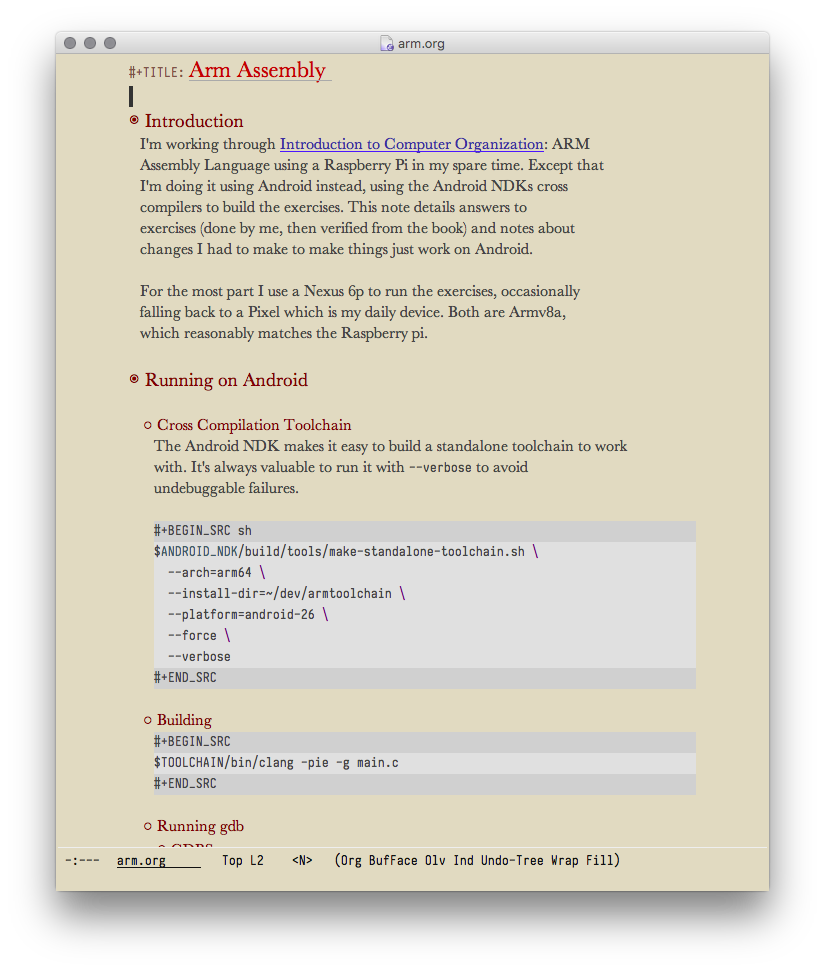 arm.org
#+TITLE: Arm Assembly
Introduction
I'm working through Introduction to Computer Organization: ARM
Assembly Language using a Raspberry Pi in my spare time. Except that
I'm doing it using Android instead, using the Android NDKs cross
compilers to build the exercises. This note details answers to
exercises (done by me, then verified from the book) and notes about
changes I had to make to make things just work on Android.
For the most part I use a Nexus 6p to run the exercises, occasionally
falling back to a Pixel which is my daily device. Both are Armv8a,
which reasonably matches the Raspberry pi.
Running on Android
Cross Compilation Toolchain
The Android NDK makes it easy to build a standalone toolchain to work
with. It's always valuable to run it with --verbose to avoid
undebuggable failures.
#+BEGIN_SRC sh
$ANDROID_NDK/build/tools/make-standalone-toolchain.sh \
--arch=arm64 \
--install-dir=~/dev/armtoolchain \
--platform=android-26 \
--force \
--verbose
#+END_SRC
Building
#+BEGIN_SRC
$TOOLCHAIN/bin/clang -pie -g main.c
#+END_SRC
Running gdb
-:--- arm.org Top L2 <N> (Org BufFace Olv Ind Undo-Tree Wrap Fill)